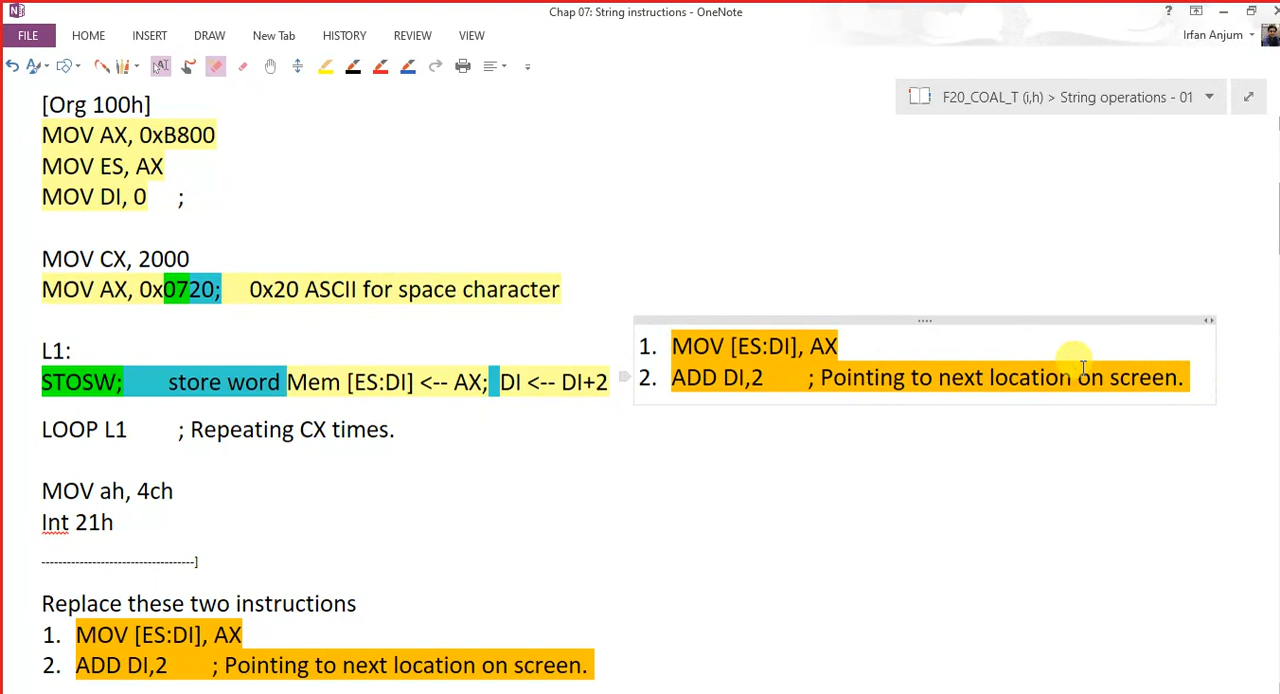 Chap 07: String instructions - OneNote
?
FILE HOME INSERT DRAW New Tab HISTORY REVIEW VIEW
Irfan Anjum
F20_COAL_T (i,h) > String operations - 01
[Org 100h]
MOV AX, 0xB800
MOV ES, AX
MOV DI, 0 ;
MOV CX, 2000
MOV AX, 0x0720; 0x20 ASCII for space character
L1:
STOSW; store word Mem [ES:DI] <-- AX; DI <-- DI+2
1. MOV [ES:DI], AX
2. ADD DI,2 ; Pointing to next location on screen.
LOOP L1 ; Repeating CX times.
MOV ah, 4ch
Int 21h
----------------------------------]
Replace these two instructions
1. MOV [ES:DI], AX
2. ADD DI,2 ; Pointing to next location on screen.